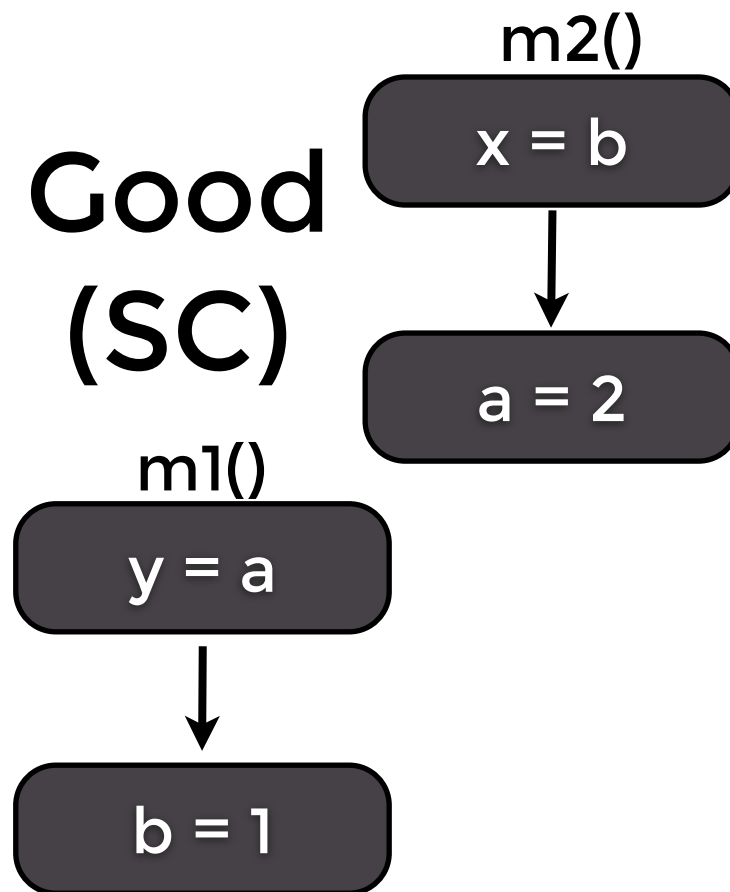 m2()
x = b
Good
(SC)
a = 2
m1()
y = a
b = 1